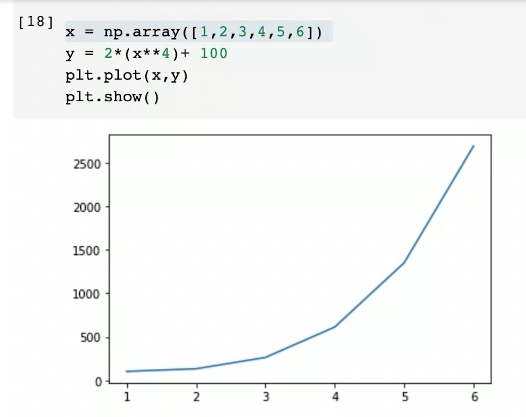 [18]
x = np.array([1,2,3,4,5,6])
y = 2*(x**4)+ 100
plt.plot(x,y)
plt.show()
2500
2000
1500
1000
500
0
1 2 3 4 5 6